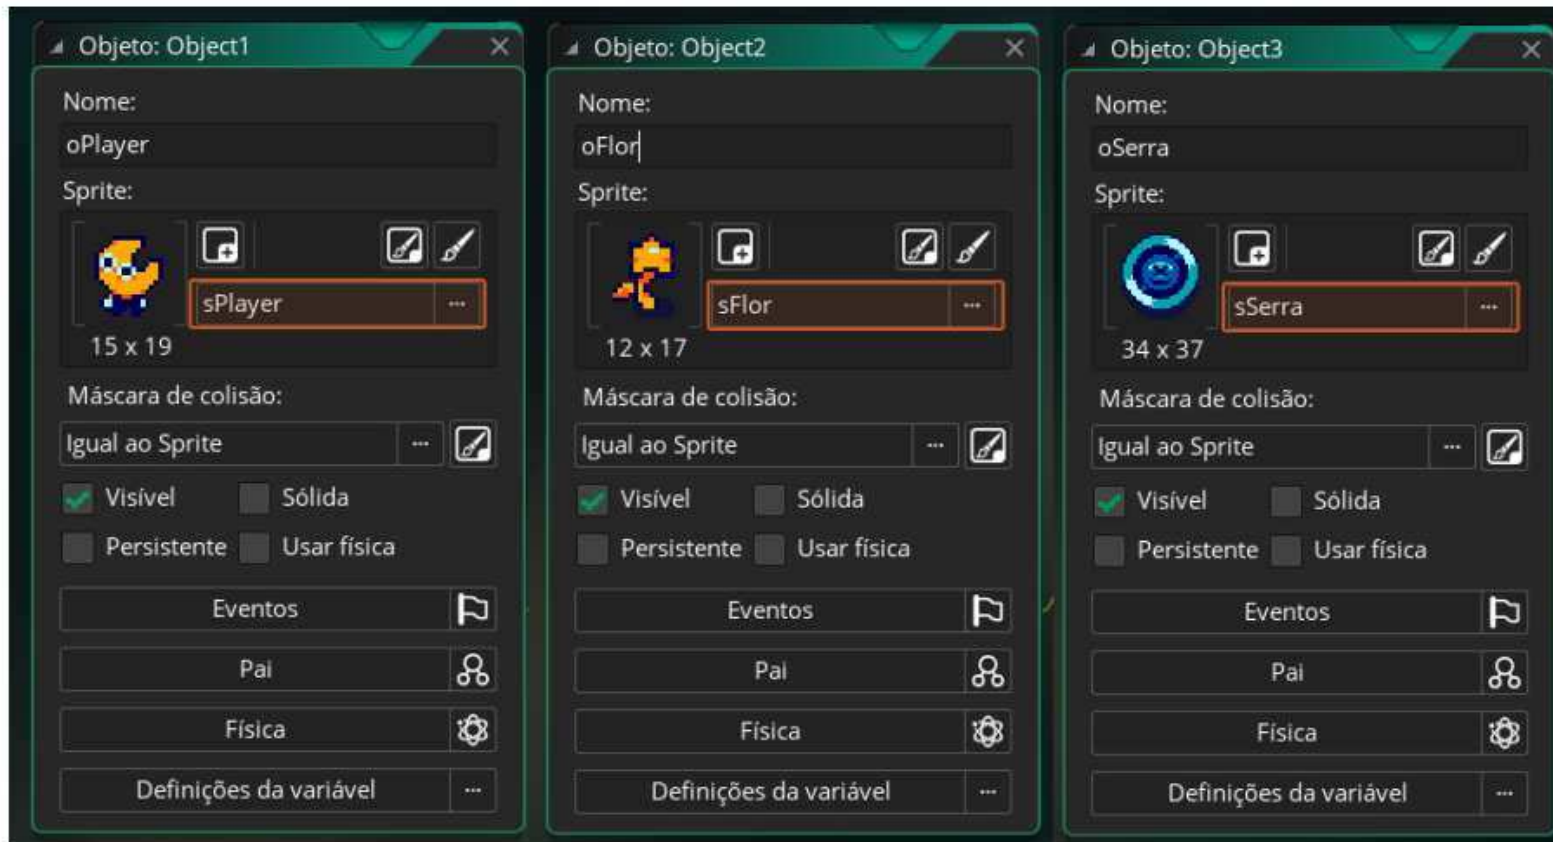 Objeto: Object1
Nome:
oPlayer
Sprite:
sPlayer
15 x 19
Máscara de colisão:
Igual ao Sprite
Visível Sólida
Persistente Usar física
Eventos
Pai
Física
Definições da variável
Objeto: Object2
Nome:
oFlor
Sprite:
sFlor
12 x 17
Máscara de colisão:
Igual ao Sprite
Visível Sólida
Persistente Usar física
Eventos
Pai
Física
Definições da variável
Objeto: Object3
Nome:
oSerra
Sprite:
sSerra
34 x 37
Máscara de colisão:
Igual ao Sprite
Visível Sólida
Persistente Usar física
Eventos
Pai
Física
Definições da variável